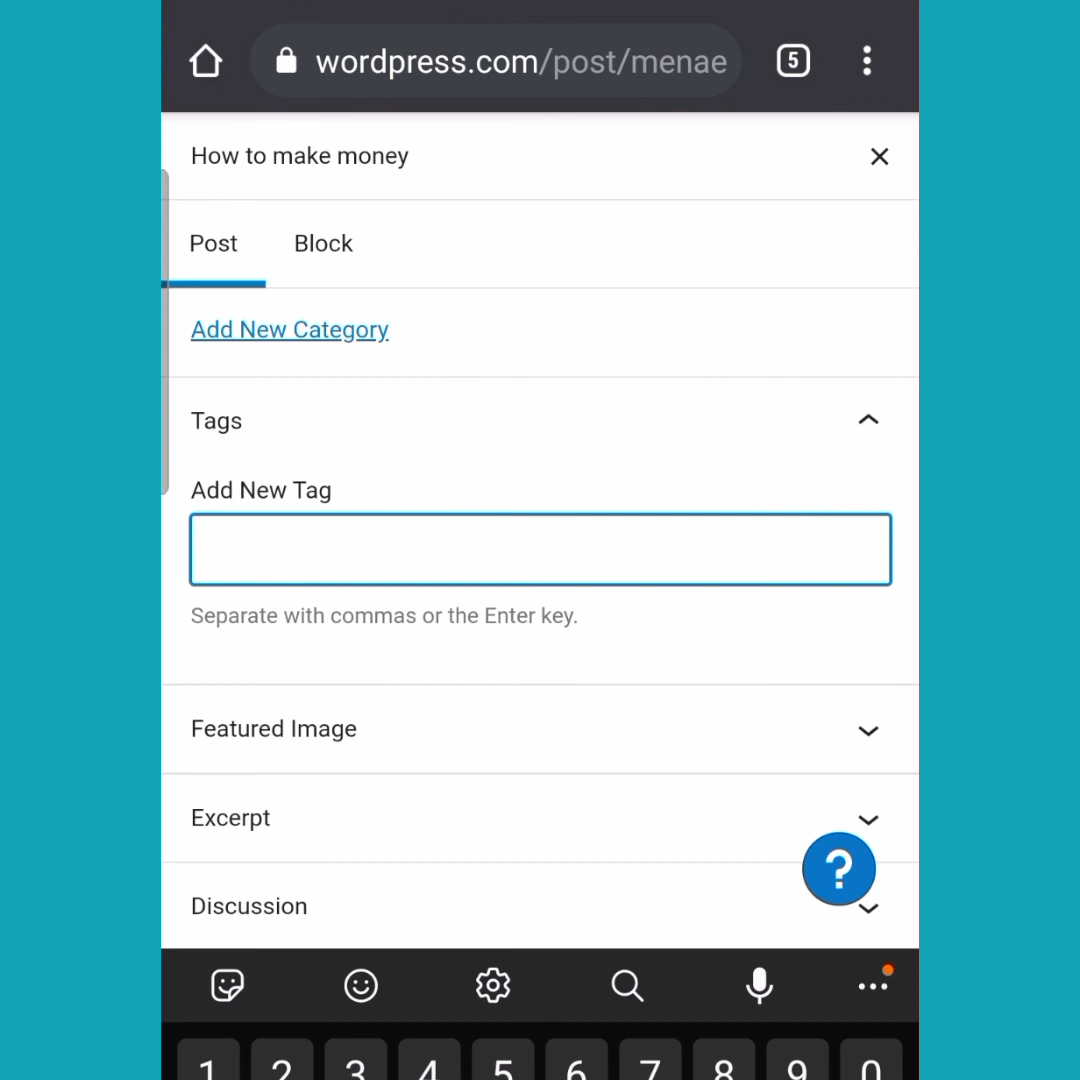 wordpress.com/post/menae
5
How to make money
Post Block
Add New Category
Tags
Add New Tag
Separate with commas or the Enter key.
Featured Image
Excerpt
?
Discussion
1 2 3 4 5 6 7 8 9 0